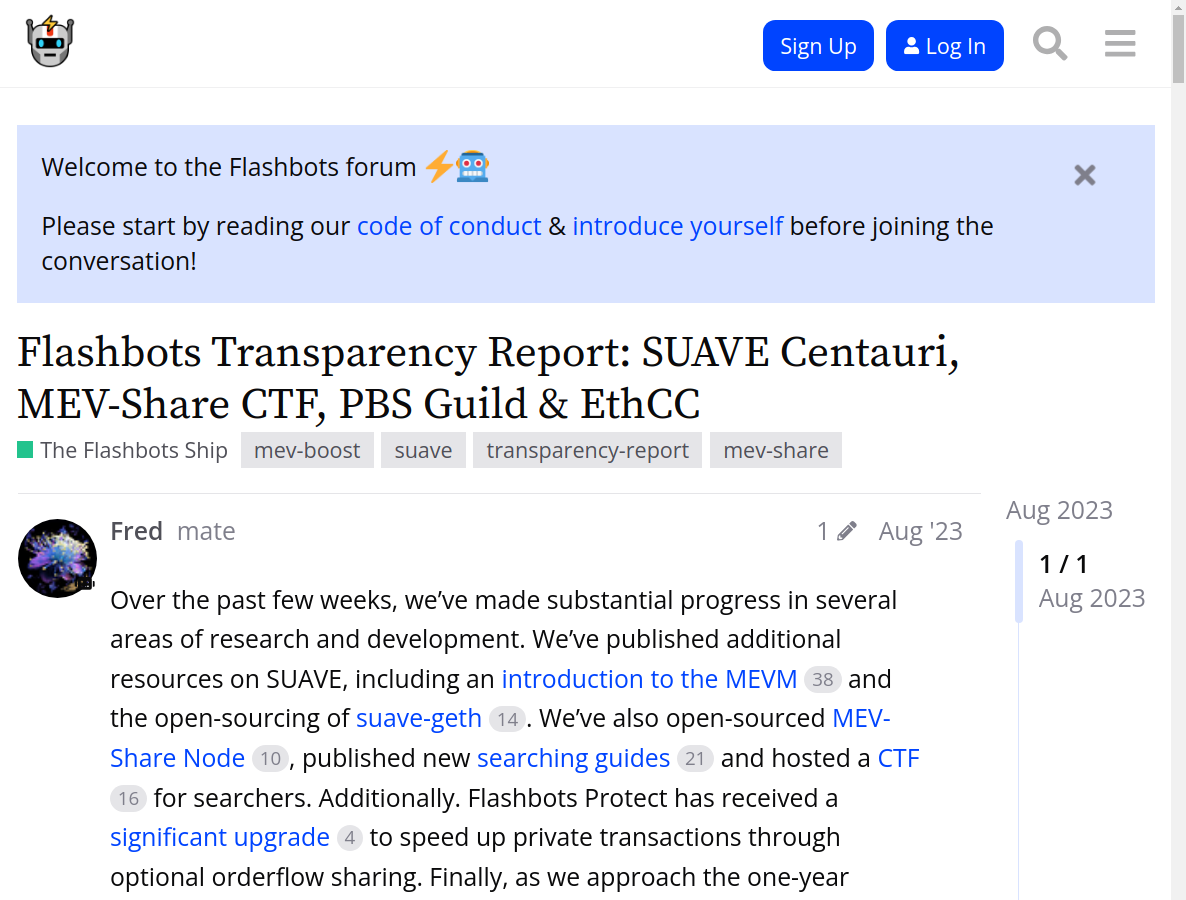 Sign Up
Log In
Welcome to the Flashbots forum
Please start by reading our code of conduct & introduce yourself before joining the
conversation!
Flashbots Transparency Report: SUAVE Centauri,
MEV-Share CTF, PBS Guild & EthCC
The Flashbots Ship mev-boost suave transparency-report mev-share
Fred mate 1 Aug '23
Aug 2023
1 / 1
Aug 2023
Over the past few weeks, we’ve made substantial progress in several
areas of research and development. We’ve published additional
resources on SUAVE, including an introduction to the MEVM 38 and
the open-sourcing of suave-geth 14. We’ve also open-sourced MEV-
Share Node 10, published new searching guides 21 and hosted a CTF
16 for searchers. Additionally. Flashbots Protect has received a
significant upgrade 4 to speed up private transactions through
optional orderflow sharing. Finally, as we approach the one-year